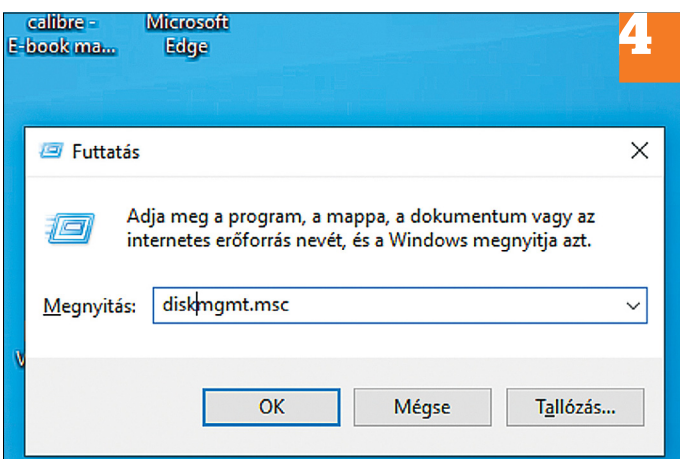 calibre -
E-book ma...
Microsoft
Edge
4
Futtatás
Adja meg a program, a mappa, a dokumentum vagy az
internetes erőforrás nevét, és a Windows megnyitja azt.
Megnyitás: diskmgmt.msc
OK Mégse Tallózás...